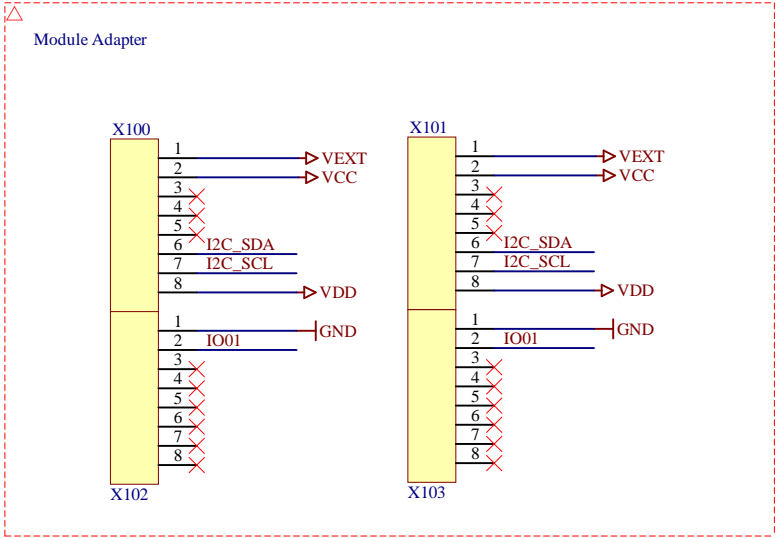 Module Adapter
X100 X101
1 VEXT 1 VEXT
2 VCC 2 VCC
3 3
4 4
5 5
6 I2C_SDA 6 I2C_SDA
7 I2C_SCL 7 I2C_SCL
8 VDD 8 VDD
1 GND 1 GND
2 IO01 2 IO01
3 3
4 4
5 5
6 6
7 7
8 8
X102 X103